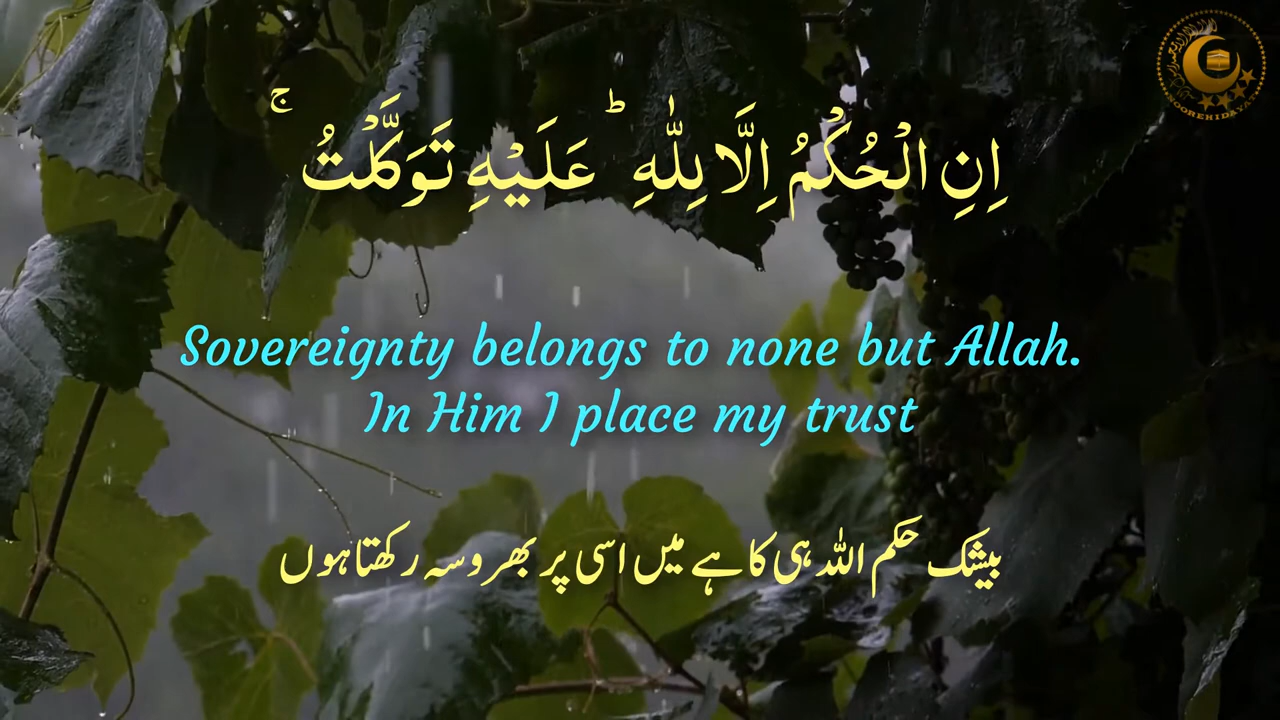 اِنِ الْحُكْمُ اِلَّا لِلّٰهِ ؕ عَلَیْهِ تَوَكَّلْتُ ۚ
Sovereignty belongs to none but Allah.
In Him I place my trust
بیشک حکم اللہ ہی کا ہے میں اسی پر بھروسہ رکھتا ہوں
NOOREHIDAYAT